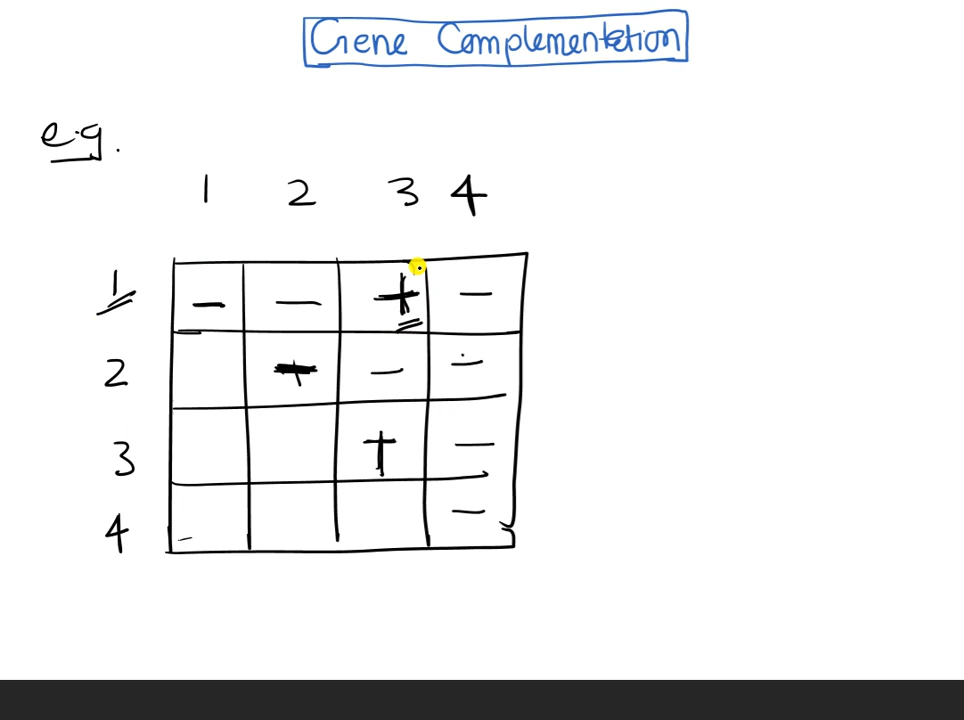 Gene Complementation
e.g.
1 2 3 4
1 - - + -
2 + - -
3 + -
4 - -